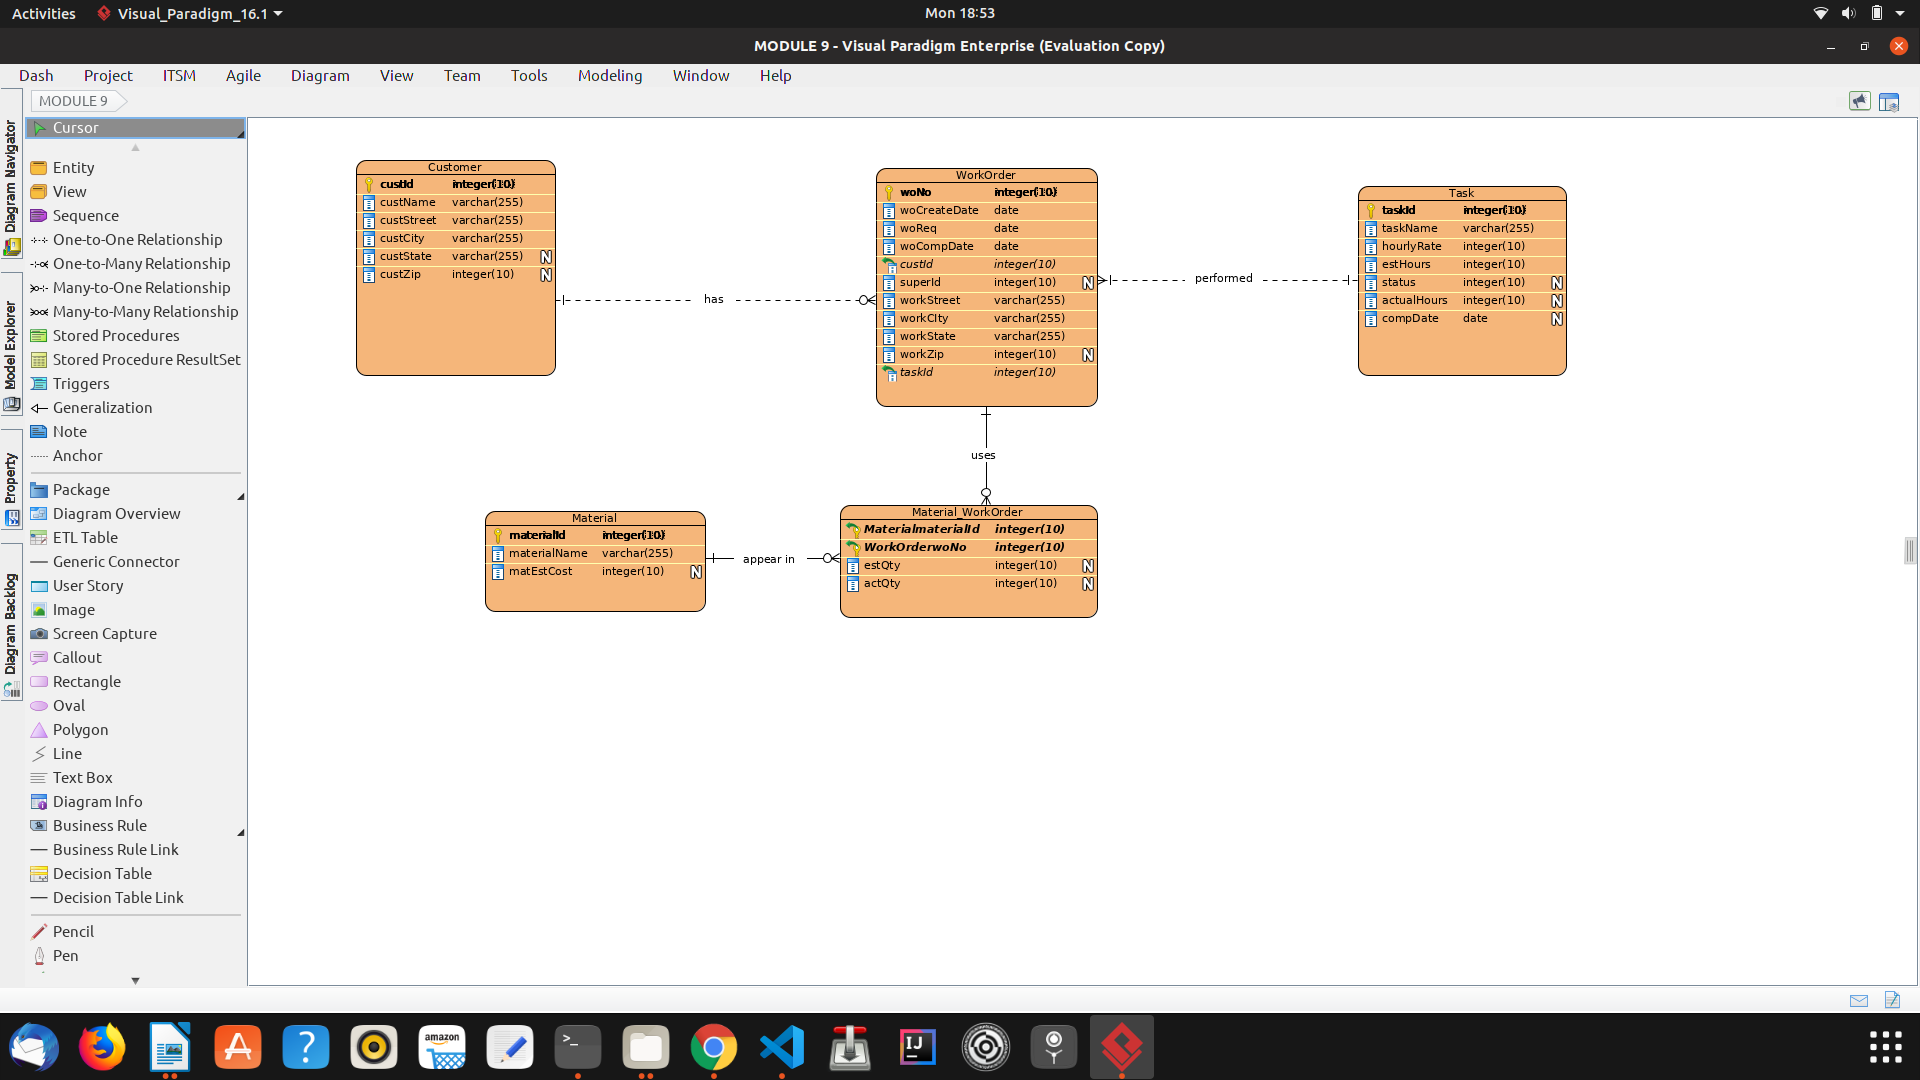 Activities Visual_Paradigm_16.1 Mon 18:53
MODULE 9 - Visual Paradigm Enterprise (Evaluation Copy)
Dash Project ITSM Agile Diagram View Team Tools Modeling Window Help
MODULE 9
Diagram Navigator
Model Explorer
Property
Diagram Backlog
Cursor
Entity
View
Sequence
One-to-One Relationship
One-to-Many Relationship
Many-to-One Relationship
Many-to-Many Relationship
Stored Procedures
Stored Procedure ResultSet
Triggers
Generalization
Note
Anchor
Package
Diagram Overview
ETL Table
Generic Connector
User Story
Image
Screen Capture
Callout
Rectangle
Oval
Polygon
Line
Text Box
Diagram Info
Business Rule
Business Rule Link
Decision Table
Decision Table Link
Pencil
Pen
Customer
custId integer(10)
custName varchar(255)
custStreet varchar(255)
custCity varchar(255)
custState varchar(255) N
custZip integer(10) N
has
WorkOrder
woNo integer(10)
woCreateDate date
woReq date
woCompDate date
custId integer(10)
superId integer(10) N
workStreet varchar(255)
workCIty varchar(255)
workState varchar(255)
workZip integer(10) N
taskId integer(10)
performed
Task
taskId integer(10)
taskName varchar(255)
hourlyRate integer(10)
estHours integer(10)
status integer(10) N
actualHours integer(10) N
compDate date N
uses
Material
materialId integer(10)
materialName varchar(255)
matEstCost integer(10) N
appear in
Material_WorkOrder
MaterialmaterialId integer(10)
WorkOrderwoNo integer(10)
estQty integer(10) N
actQty integer(10) N
amazon
IJ